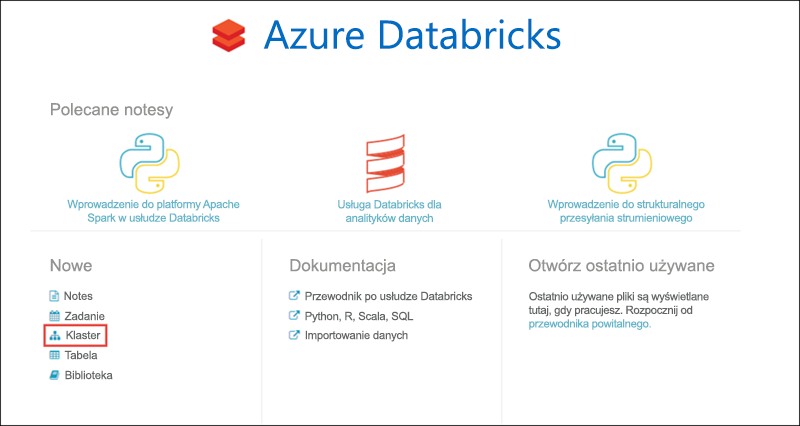 Azure Databricks
Polecane notesy
Wprowadzenie do platformy Apache
Spark w usłudze Databricks
Usługa Databricks dla
analityków danych
Wprowadzenie do strukturalnego
przesyłania strumieniowego
Nowe
Notes
Zadanie
Klaster
Tabela
Biblioteka
Dokumentacja
Przewodnik po usłudze Databricks
Python, R, Scala, SQL
Importowanie danych
Otwórz ostatnio używane
Ostatnio używane pliki są wyświetlane
tutaj, gdy pracujesz. Rozpocznij od
przewodnika powitalnego.